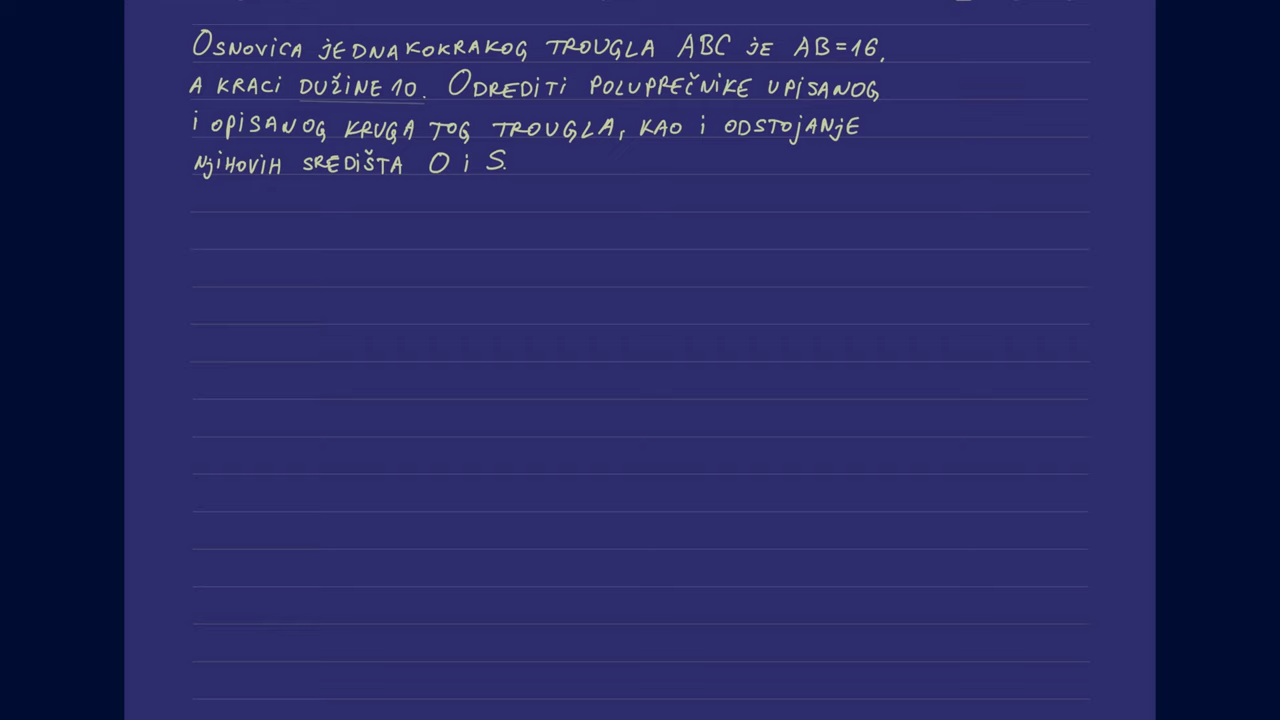 Osnovica jednakokrakog trougla ABC je AB=16,
a kraci dužine 10. Odrediti poluprečnike upisanog
i opisanog kruga tog trougla, kao i odstojanje
njihovih središta O i S.